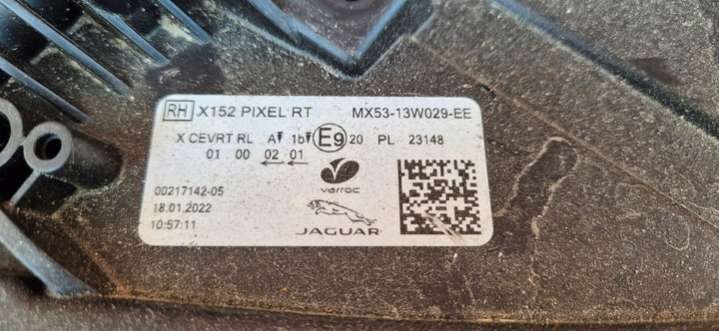 RH X152 PIXEL RT MX53-13W029-EE
X CEVRT RL A 1b E9 20 PL 23148
01 00 02 01
varroc
00217142-05
18.01.2022
10:57:11
JAGUAR